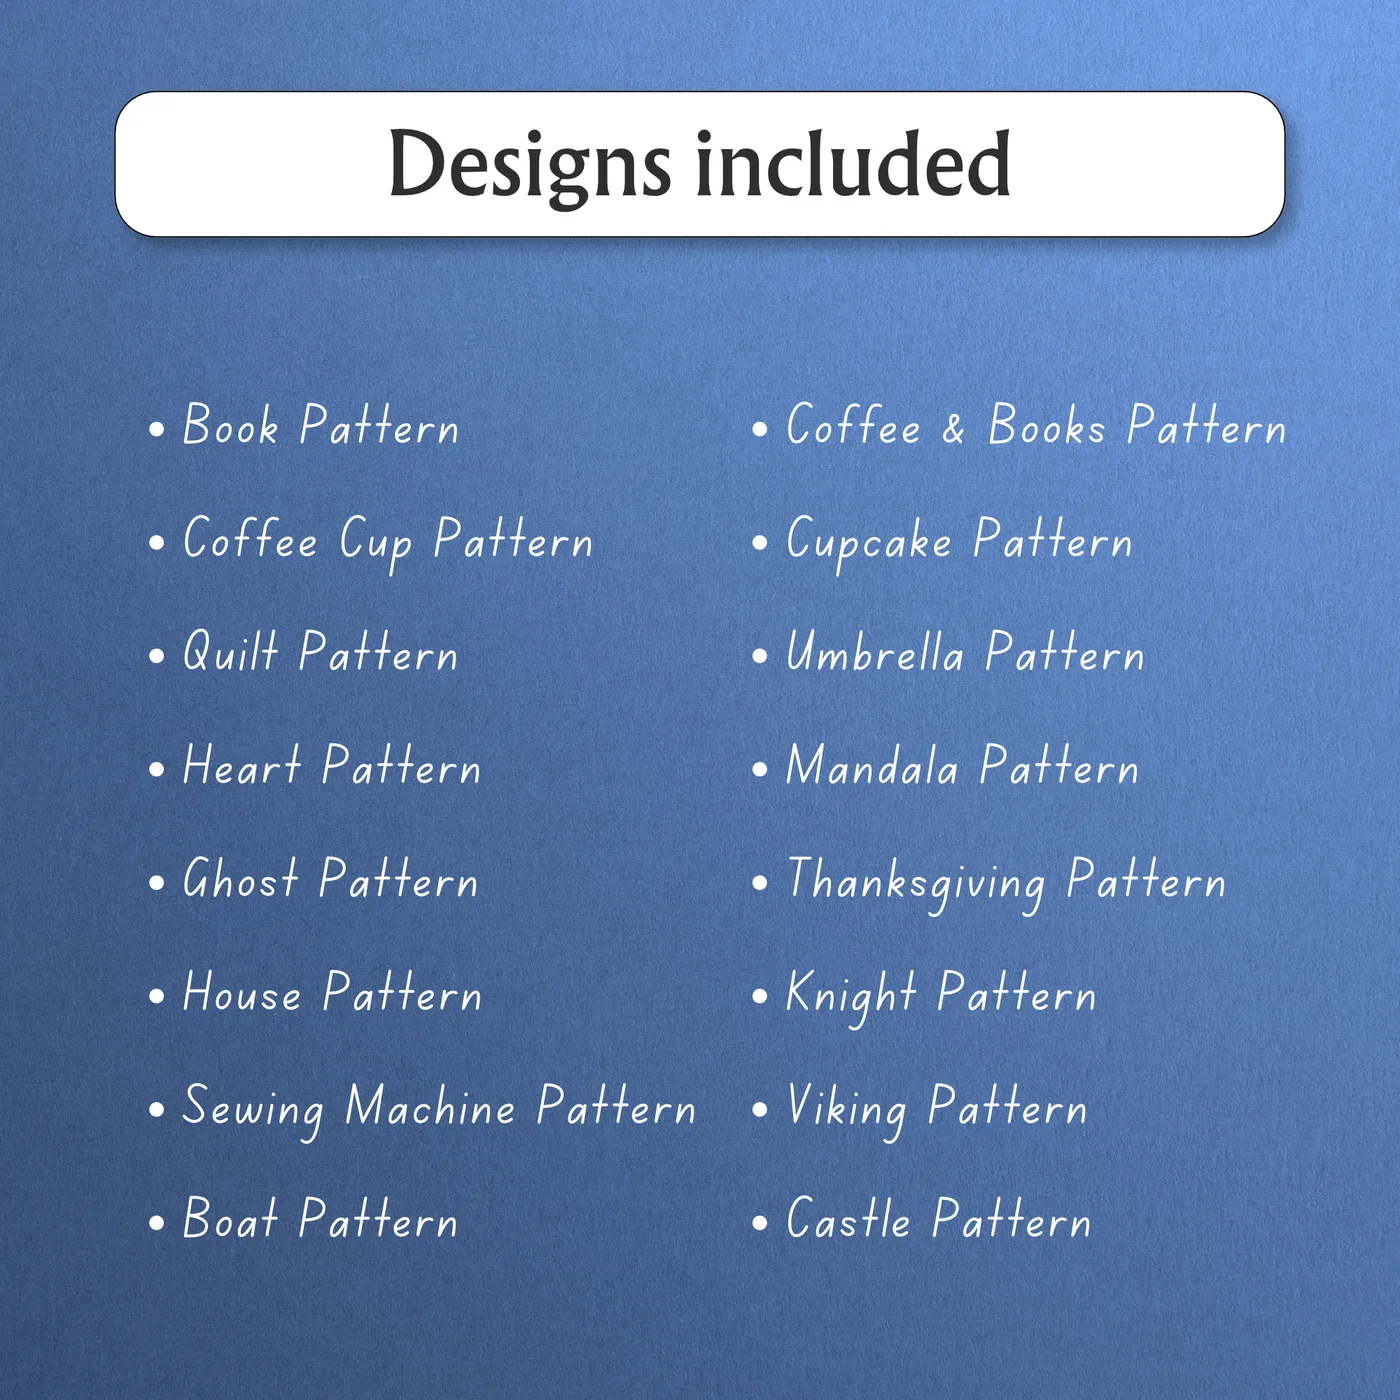 Designs included
• Book Pattern
• Coffee Cup Pattern
• Quilt Pattern
• Heart Pattern
• Ghost Pattern
• House Pattern
• Sewing Machine Pattern
• Boat Pattern
• Coffee & Books Pattern
• Cupcake Pattern
• Umbrella Pattern
• Mandala Pattern
• Thanksgiving Pattern
• Knight Pattern
• Viking Pattern
• Castle Pattern